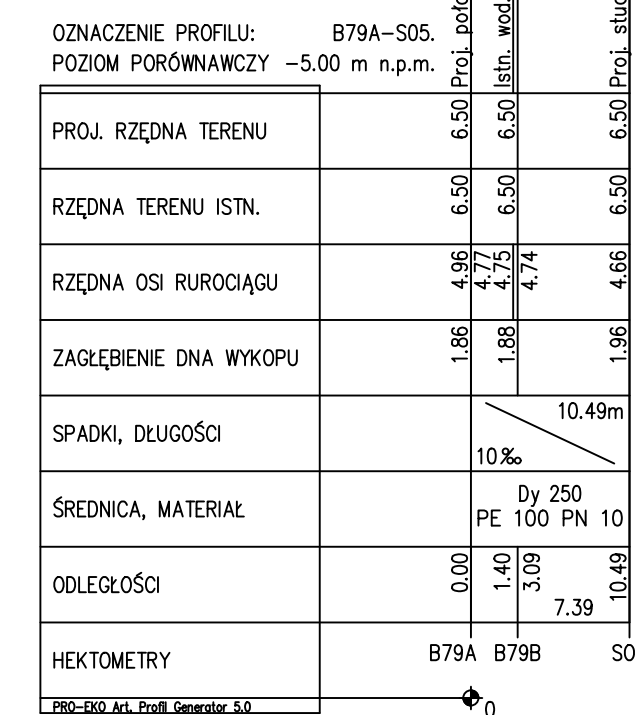 OZNACZENIE PROFILU: B79A-S05.
POZIOM PORÓWNAWCZY -5.00 m n.p.m.
Proj.
Istn. wod.
Proj.
PROJ. RZĘDNA TERENU 6.50 6.50 6.50
RZĘDNA TERENU ISTN. 6.50 6.50 6.50
RZĘDNA OSI RUROCIĄGU 4.96 4.77 4.75 4.74 4.66
ZAGŁĘBIENIE DNA WYKOPU 1.86 1.88 1.96
SPADKI, DŁUGOŚCI 10‰ 10.49m
ŚREDNICA, MATERIAŁ Dy 250
PE 100 PN 10
ODLEGŁOŚCI 0.00 1.40 3.09 7.39 10.49
HEKTOMETRY B79A B79B S0
PRO-EKO Art. Profil Generator 5.0 0